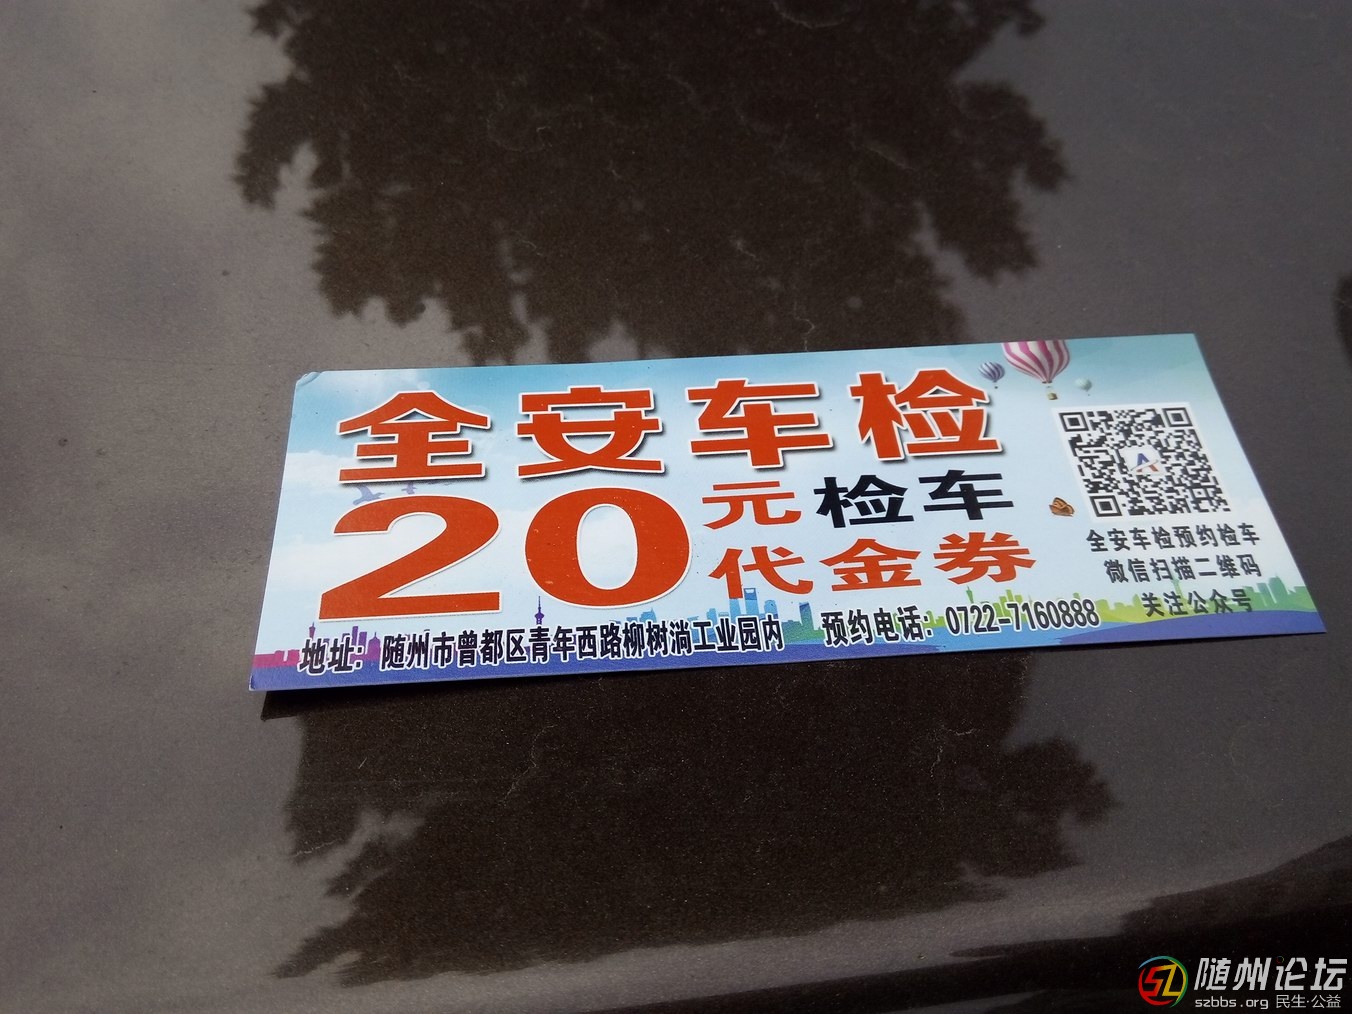 全安车检
20元检车
代金券
全安车检预约检车
微信扫描二维码
关注公众号
地址：随州市曾都区青年西路柳树淌工业园内 预约电话：0722-7160888
随州论坛
szbbs.org 民生·公益